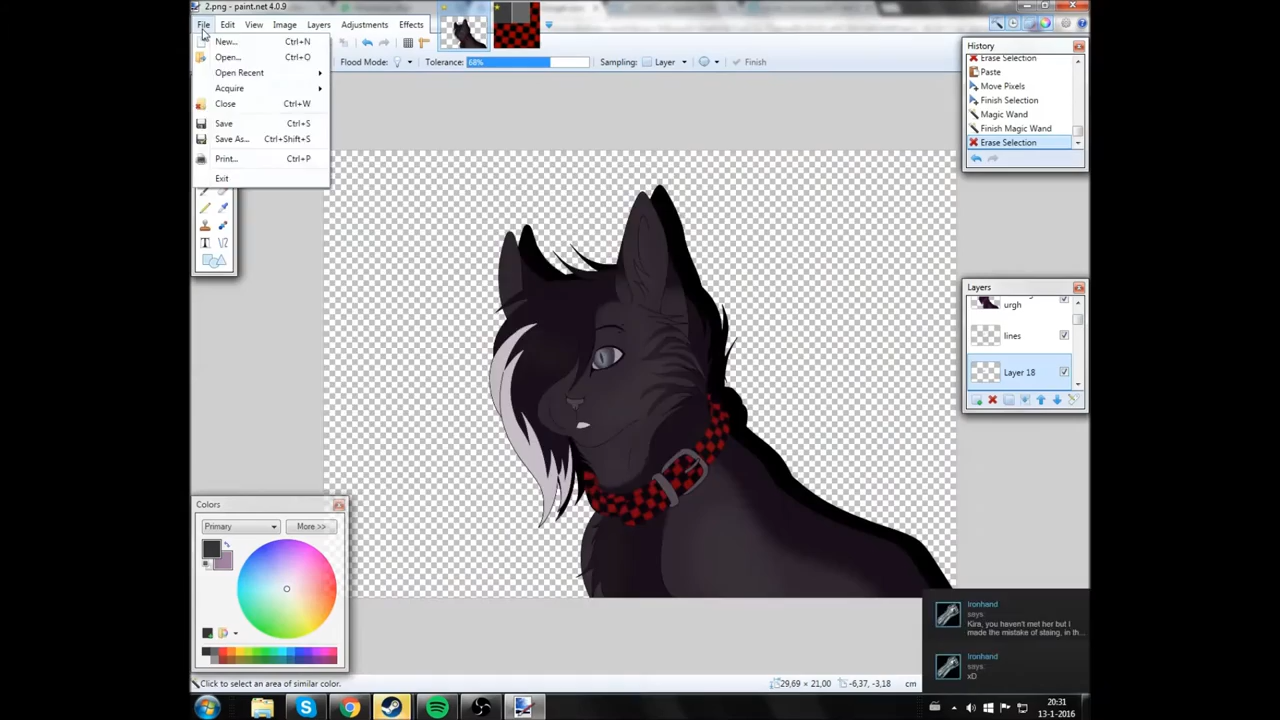 2.png - paint.net 4.0.9
File Edit View Image Layers Adjustments Effects
New... Ctrl+N
Open... Ctrl+O
Open Recent
Acquire
Close Ctrl+W
Save Ctrl+S
Save As... Ctrl+Shift+S
Print... Ctrl+P
Exit
Flood Mode: Tolerance: 68% Sampling: Layer Finish
History
Erase Selection
Paste
Move Pixels
Finish Selection
Magic Wand
Finish Magic Wand
Erase Selection
Layers
urgh
lines
Layer 18
Colors
Primary More >>
Ironhand
says:
Kira, you haven't met her but I
made the mistake of staing, in th...
Ironhand
says:
xD
Click to select an area of similar color. 29,69 × 21,00 -6,37, -3,18 cm
20:31
13-1-2016